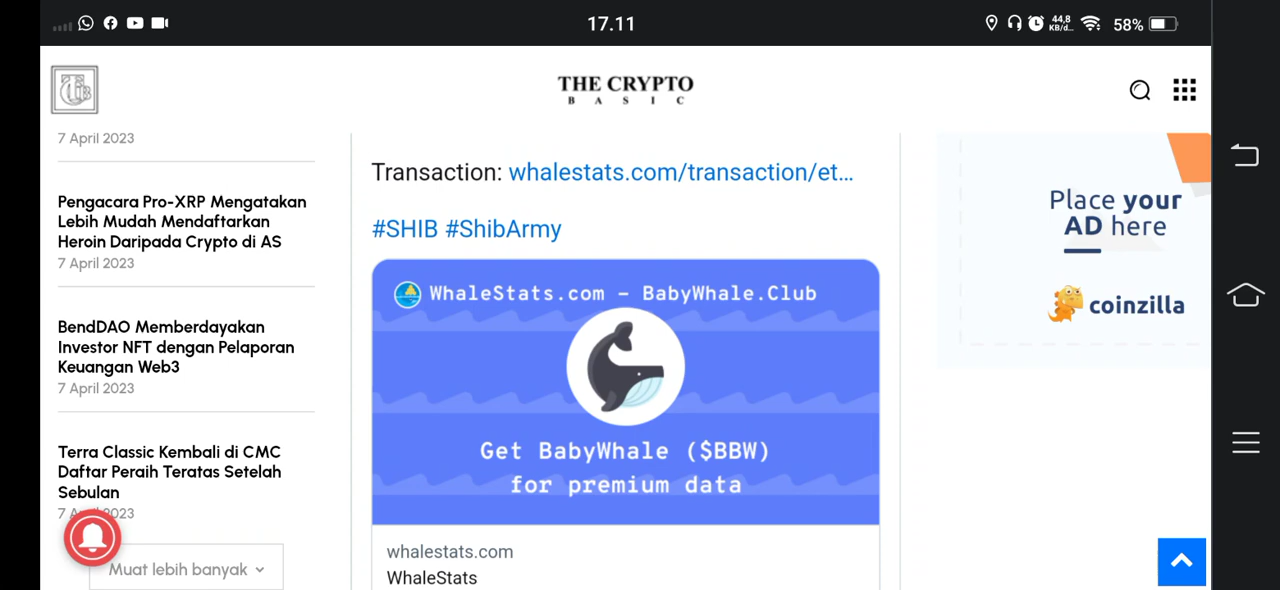 17.11
44,8
KB/d...
58%
THE CRYPTO
BASIC
7 April 2023
Pengacara Pro-XRP Mengatakan
Lebih Mudah Mendaftarkan
Heroin Daripada Crypto di AS
7 April 2023
BendDAO Memberdayakan
Investor NFT dengan Pelaporan
Keuangan Web3
7 April 2023
Terra Classic Kembali di CMC
Daftar Peraih Teratas Setelah
Sebulan
2023
Muat lebih banyak
Transaction: whalestats.com/transaction/et...
#SHIB #ShibArmy
WhaleStats.com – BabyWhale.Club
Get BabyWhale ($BBW)
for premium data
whalestats.com
WhaleStats
Place your
AD here
coinzilla